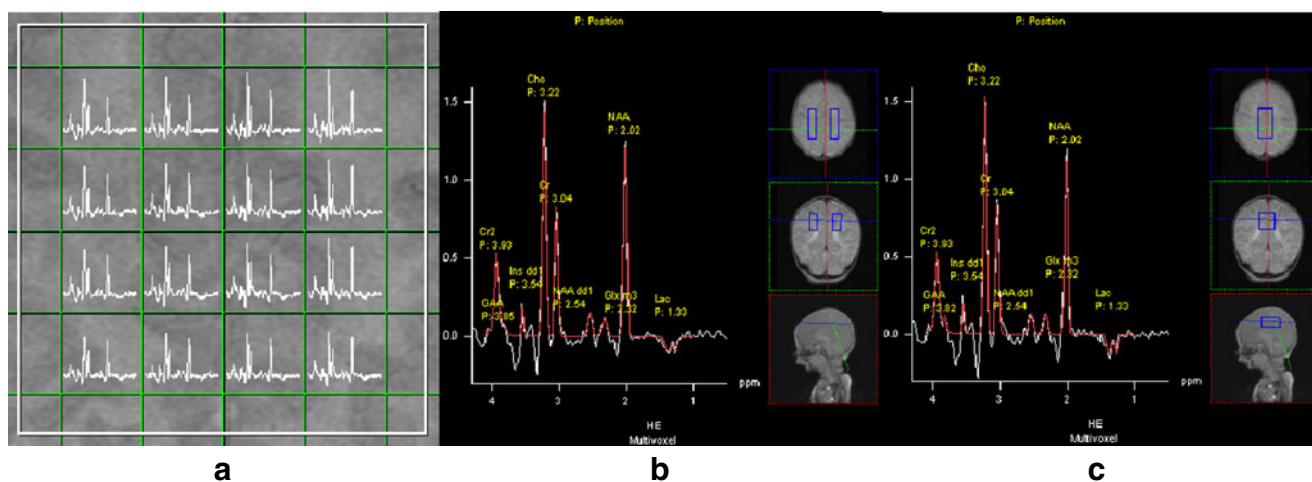 P: Position
Cho
P: 3.22
NAA
P: 2.02
Cr
P: 3.04
Cr2
P: 3.93
Ins dd1
P: 3.54
GAA
P: 3.85
NAA dd1
P: 2.54
Glx m3
P: 2.32
Lac
P: 1.33
1.5
1.0
0.5
0.0
ppm
4 3 2 1
HE
Multivoxel
P: Position
Cho
P: 3.22
NAA
P: 2.02
Cr
P: 3.04
Cr2
P: 3.93
Ins dd1
P: 3.54
GAA
P: 3.82
NAA dd1
P: 2.54
Glx m3
P: 2.32
Lac
P: 1.33
1.5
1.0
0.5
0.0
ppm
4 3 2 1
HE
Multivoxel
a b c